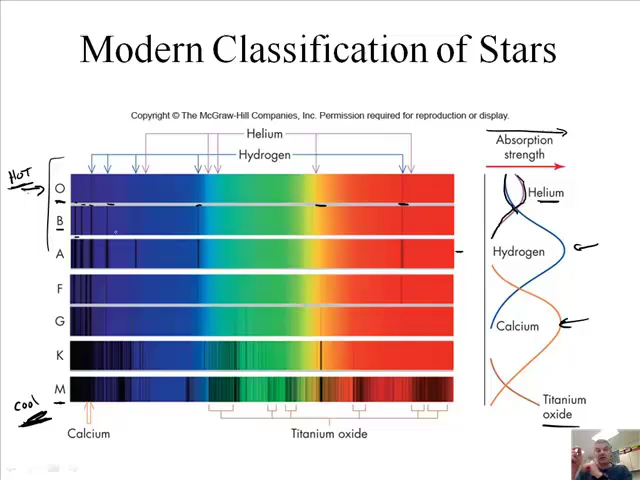 Modern Classification of Stars
Copyright © The McGraw-Hill Companies, Inc. Permission required for reproduction or display.
Helium
Hydrogen
Absorption
strength
HOT
O
B
A
F
G
K
M
COOL
Helium
Hydrogen
Calcium
Titanium
oxide
Calcium
Titanium oxide